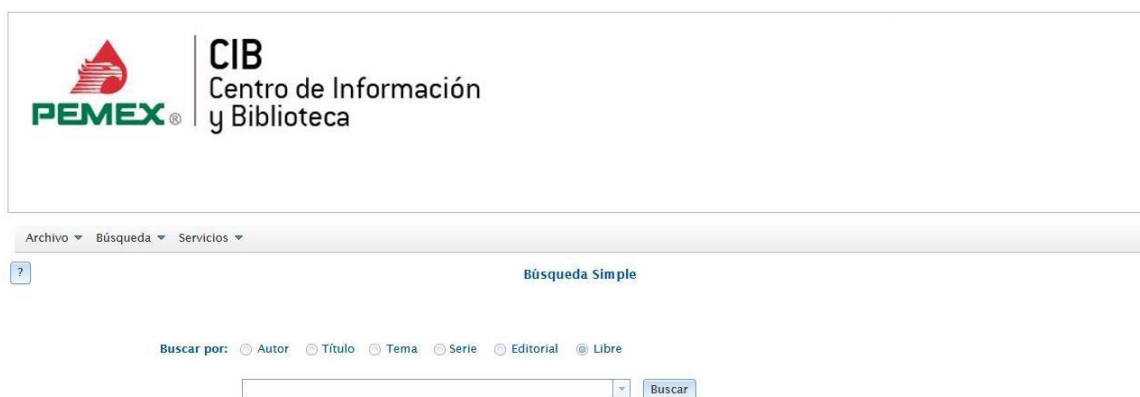 CIB
Centro de Información
y Biblioteca
PEMEX®
Archivo Búsqueda Servicios
?
Búsqueda Simple
Buscar por: Autor Título Tema Serie Editorial Libre
Buscar